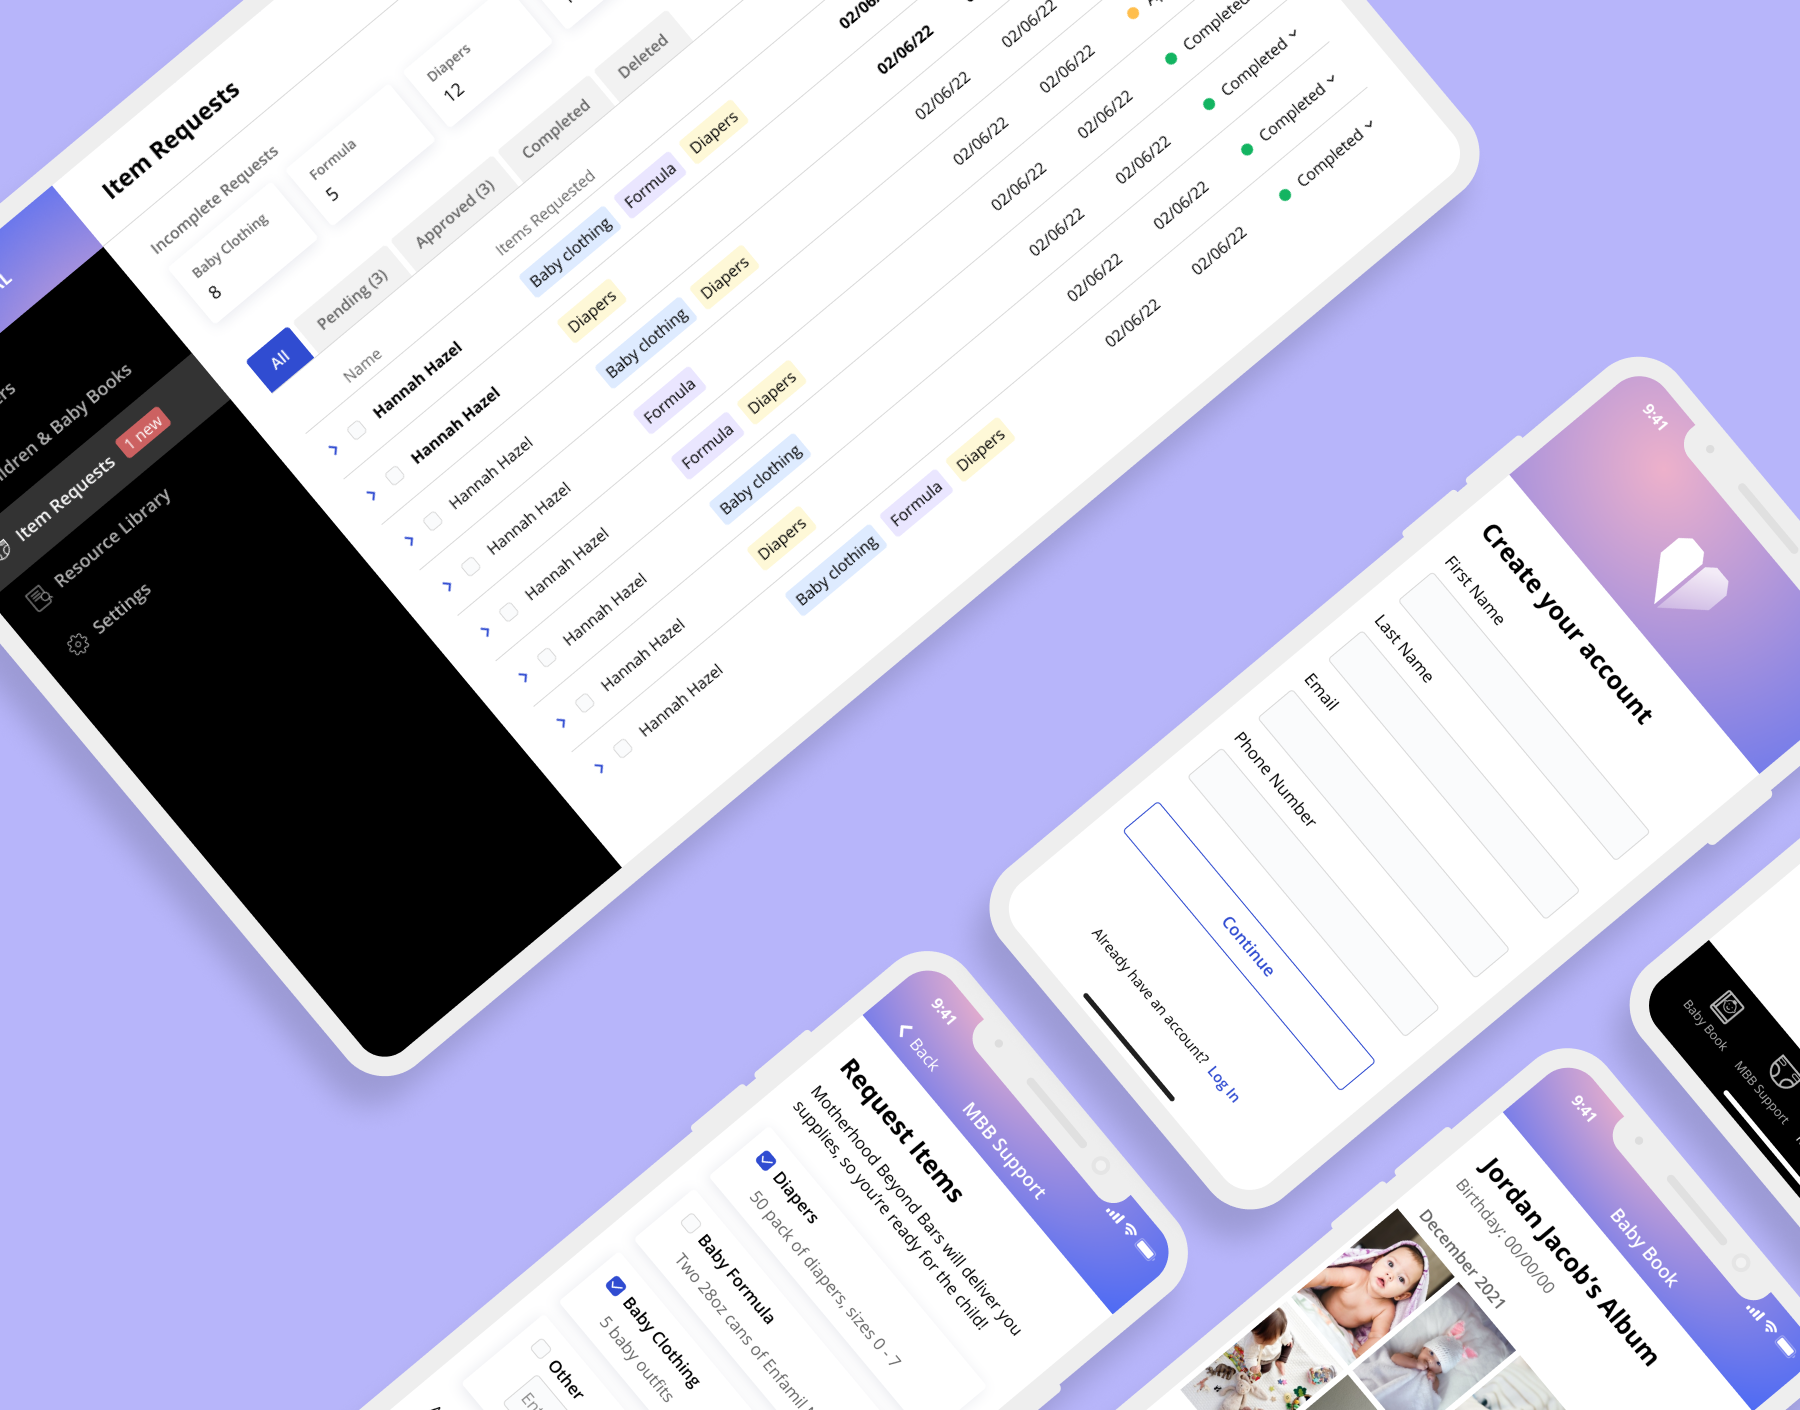 Item Requests
Incomplete Requests
Baby Clothing
8
Formula
5
Diapers
12
All
Pending (3)
Approved (3)
Completed
Deleted
Name
Items Requested
Hannah Hazel
Baby clothing
Formula
Diapers
02/06/22
Hannah Hazel
Diapers
02/06/22
Hannah Hazel
Baby clothing
Diapers
02/06/22
02/06/22
Hannah Hazel
Formula
02/06/22
02/06/22
Completed
Hannah Hazel
Formula
Diapers
02/06/22
02/06/22
Completed
Hannah Hazel
Baby clothing
02/06/22
02/06/22
Completed
Hannah Hazel
Diapers
02/06/22
02/06/22
Completed
Hannah Hazel
Baby clothing
Formula
Diapers
02/06/22
02/06/22
& Baby Books
Item Requests
1 new
Resource Library
Settings
9:41
Create your account
First Name
Last Name
Email
Phone Number
Continue
Already have an account? Log In
9:41
Back
MBB Support
Request Items
Motherhood Beyond Bars will deliver you
supplies, so you're ready for the child!
Diapers
50 pack of diapers, sizes 0 - 7
Baby Formula
Two 28oz cans of Enfamil
Baby Clothing
5 baby outfits
Other
Baby Book
MBB Support
9:41
Baby Book
Jordan Jacob's Album
Birthday: 00/00/00
December 2021